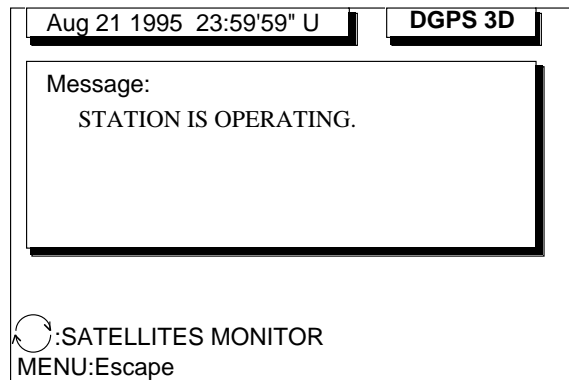 Aug 21 1995  23:59'59" U DGPS 3D
Message:
STATION IS OPERATING.
:SATELLITES MONITOR
MENU:Escape